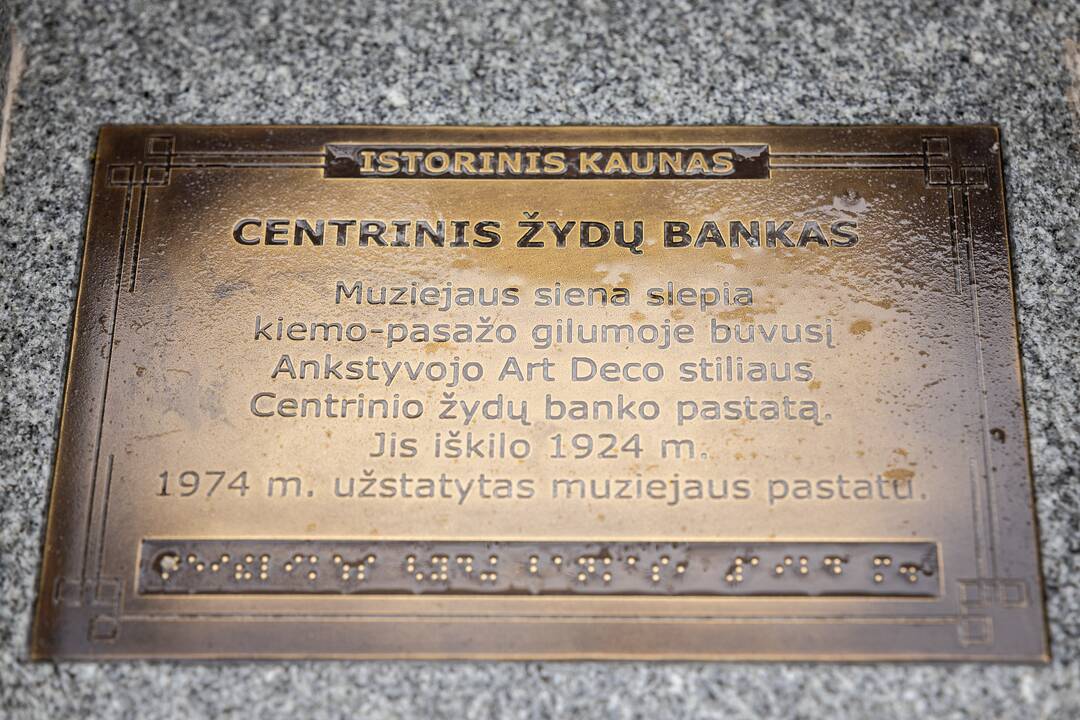 ISTORINIS KAUNAS
CENTRINIS ŽYDŲ BANKAS
Muziejaus siena slepia
kiemo-pasažo gilumoje buvusį
Ankstyvojo Art Deco stiliaus
Centrinio žydų banko pastatą.
Jis iškilo 1924 m.
1974 m. užstatytas muziejaus pastatu.